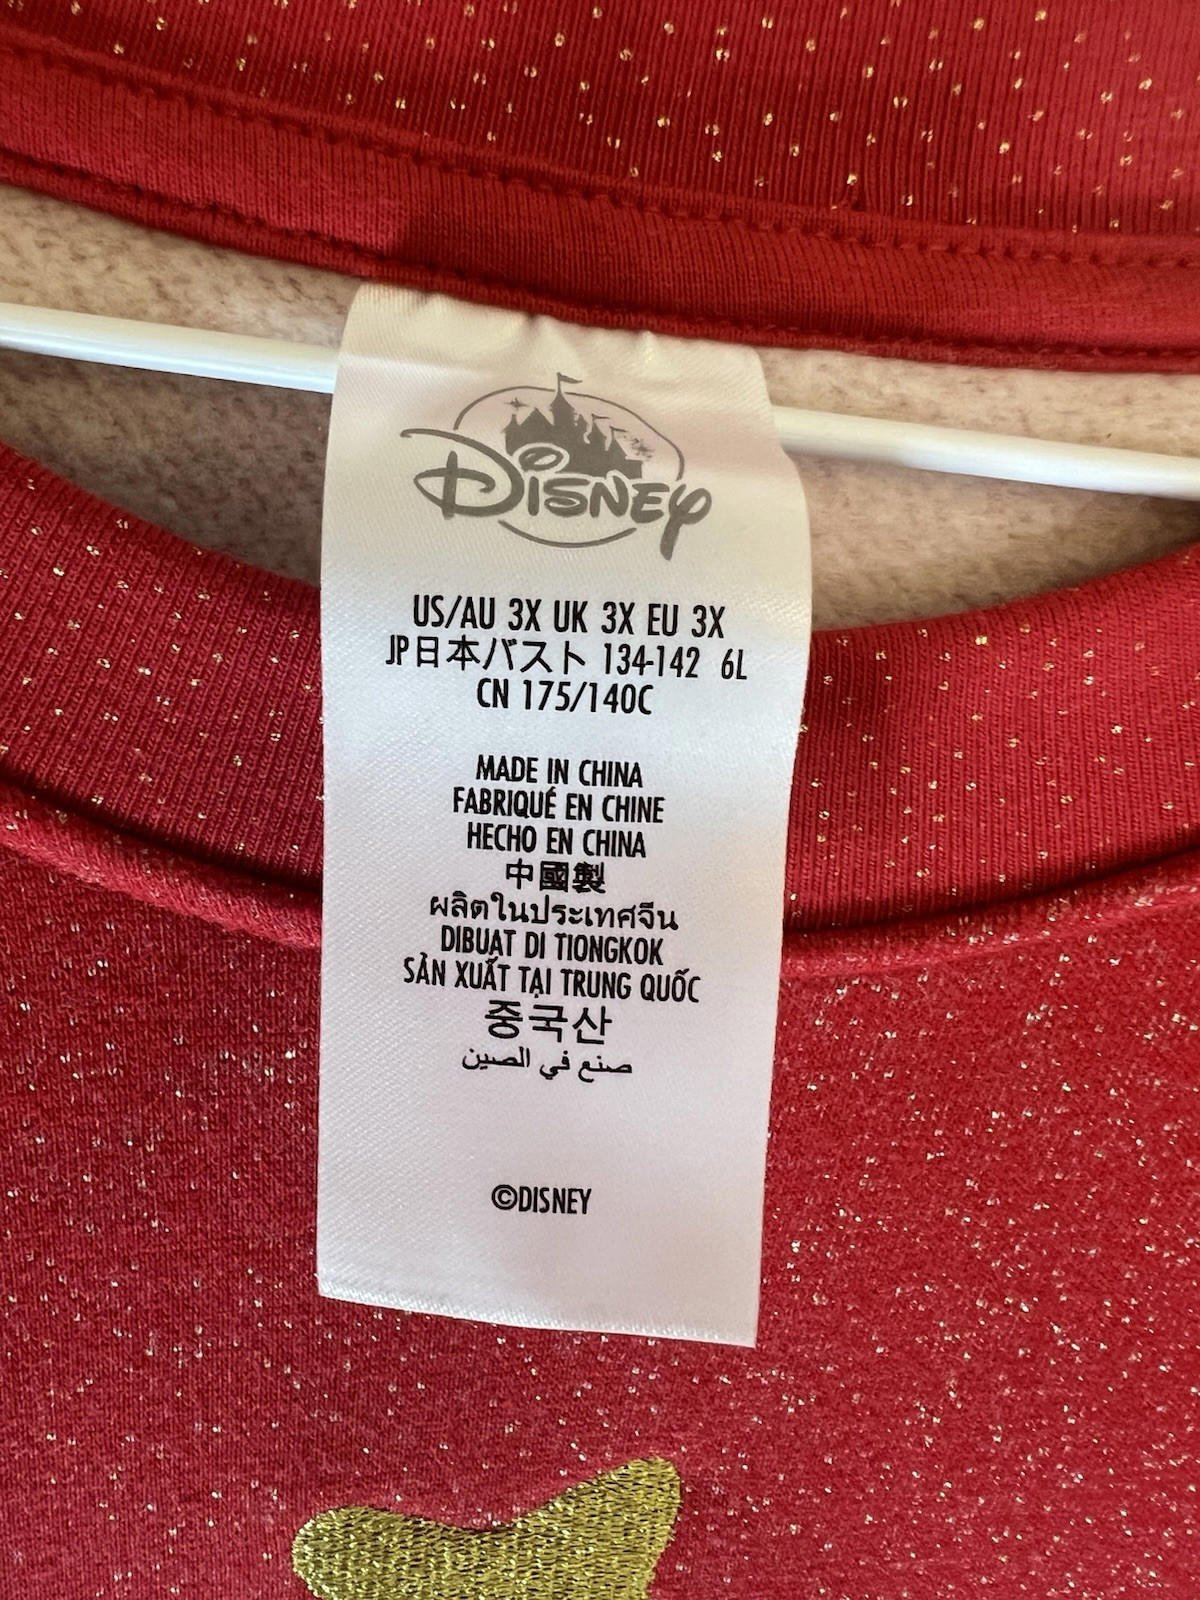 Disney
US/AU 3X UK 3X EU 3X
JP日本バスト 134-142 6L
CN 175/140C
MADE IN CHINA
FABRIQUÉ EN CHINE
HECHO EN CHINA
中國製
ผลิตในประเทศจีน
DIBUAT DI TIONGKOK
SẢN XUẤT TẠI TRUNG QUỐC
중국산
صنع في الصين
©DISNEY